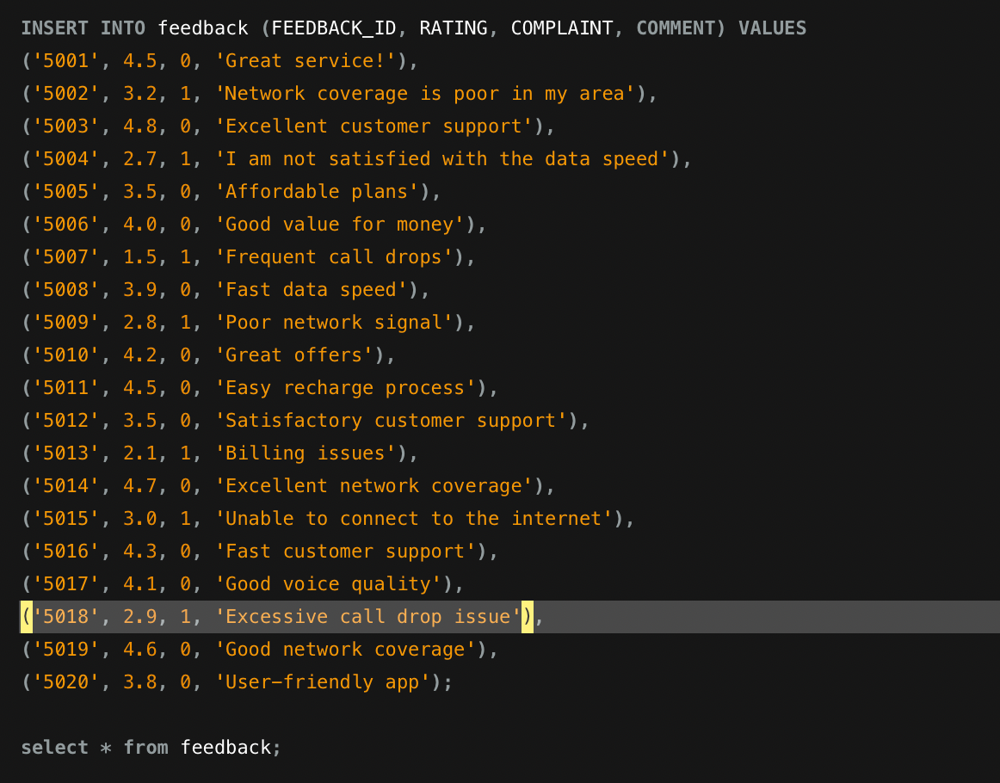 INSERT INTO feedback (FEEDBACK_ID, RATING, COMPLAINT, COMMENT) VALUES
('5001', 4.5, 0, 'Great service!'),
('5002', 3.2, 1, 'Network coverage is poor in my area'),
('5003', 4.8, 0, 'Excellent customer support'),
('5004', 2.7, 1, 'I am not satisfied with the data speed'),
('5005', 3.5, 0, 'Affordable plans'),
('5006', 4.0, 0, 'Good value for money'),
('5007', 1.5, 1, 'Frequent call drops'),
('5008', 3.9, 0, 'Fast data speed'),
('5009', 2.8, 1, 'Poor network signal'),
('5010', 4.2, 0, 'Great offers'),
('5011', 4.5, 0, 'Easy recharge process'),
('5012', 3.5, 0, 'Satisfactory customer support'),
('5013', 2.1, 1, 'Billing issues'),
('5014', 4.7, 0, 'Excellent network coverage'),
('5015', 3.0, 1, 'Unable to connect to the internet'),
('5016', 4.3, 0, 'Fast customer support'),
('5017', 4.1, 0, 'Good voice quality'),
('5018', 2.9, 1, 'Excessive call drop issue'),
('5019', 4.6, 0, 'Good network coverage'),
('5020', 3.8, 0, 'User-friendly app');
select * from feedback;